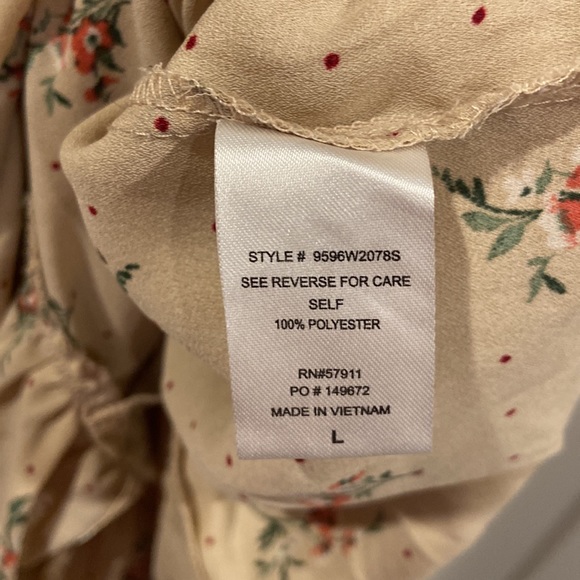 STYLE # 9596W2078S
SEE REVERSE FOR CARE
SELF
100% POLYESTER
RN#57911
PO # 149672
MADE IN VIETNAM
L